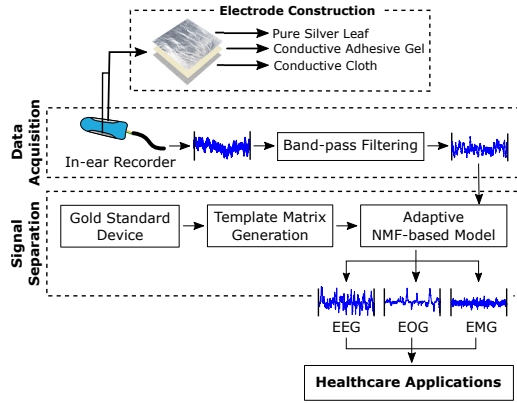 Electrode Construction
Pure Silver Leaf
Conductive Adhesive Gel
Conductive Cloth
Data
Acquisition
In-ear Recorder
Band-pass Filtering
Signal
Separation
Gold Standard
Device
Template Matrix
Generation
Adaptive
NMF-based Model
EEG
EOG
EMG
Healthcare Applications